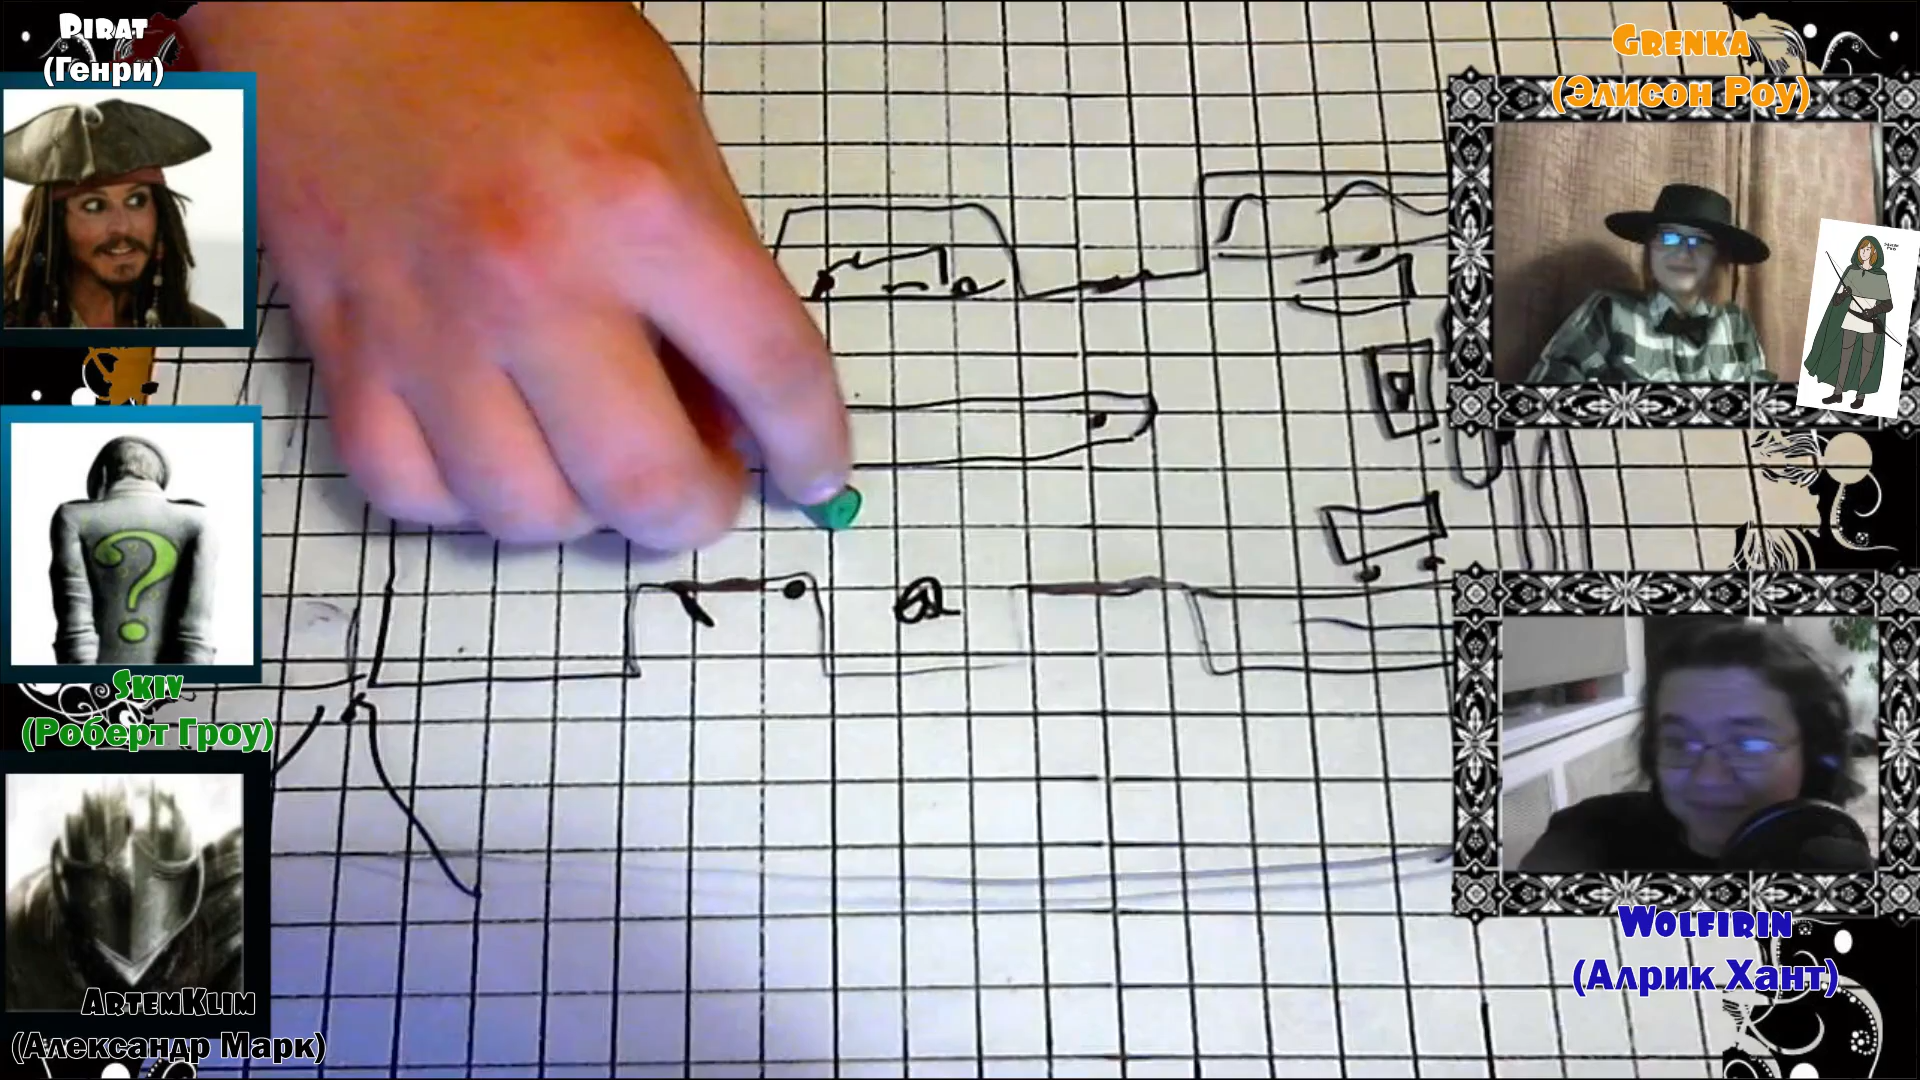 Pirat
(Генри)
Skiv
(Роберт Гроу)
ArtemKlim
(Александр Марк)
Grenka
(Элисон Роу)
Wolfirin
(Алрик Хант)